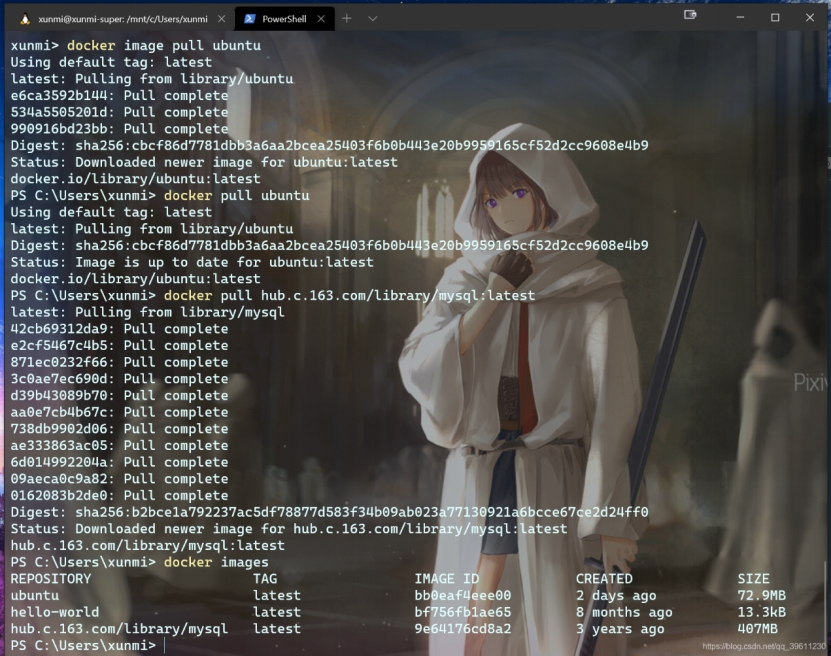 xunmi@xunmi-super: /mnt/c/Users/xunmi
PowerShell
xunmi> docker image pull ubuntu
Using default tag: latest
latest: Pulling from library/ubuntu
e6ca3592b144: Pull complete
534a5505201d: Pull complete
990916bd23bb: Pull complete
Digest: sha256:cbcf86d7781dbb3a6aa2bcea25403f6b0b443e20b9959165cf52d2cc9608e4b9
Status: Downloaded newer image for ubuntu:latest
docker.io/library/ubuntu:latest
PS C:\Users\xunmi> docker pull ubuntu
Using default tag: latest
latest: Pulling from library/ubuntu
Digest: sha256:cbcf86d7781dbb3a6aa2bcea25403f6b0b443e20b9959165cf52d2cc9608e4b9
Status: Image is up to date for ubuntu:latest
docker.io/library/ubuntu:latest
PS C:\Users\xunmi> docker pull hub.c.163.com/library/mysql:latest
latest: Pulling from library/mysql
42cb69312da9: Pull complete
e2cf5467c4b5: Pull complete
871ec0232f66: Pull complete
3c0ae7ec690d: Pull complete
d39b43089b70: Pull complete
aa0e7cb4b67c: Pull complete
738db9902d06: Pull complete
ae333863ac05: Pull complete
6d014992204a: Pull complete
09aeca0c9a82: Pull complete
0162083b2de0: Pull complete
Digest: sha256:b2bce1a792237ac5df78877d583f34b09ab023a77130921a6bcce67ce2d24ff0
Status: Downloaded newer image for hub.c.163.com/library/mysql:latest
hub.c.163.com/library/mysql:latest
PS C:\Users\xunmi> docker images
REPOSITORY TAG IMAGE ID CREATED SIZE
ubuntu latest bb0eaf4eee00 2 days ago 72.9MB
hello-world latest bf756fb1ae65 8 months ago 13.3kB
hub.c.163.com/library/mysql latest 9e64176cd8a2 3 years ago 407MB
PS C:\Users\xunmi>
Pixiv
https://blog.csdn.net/qq_39611230